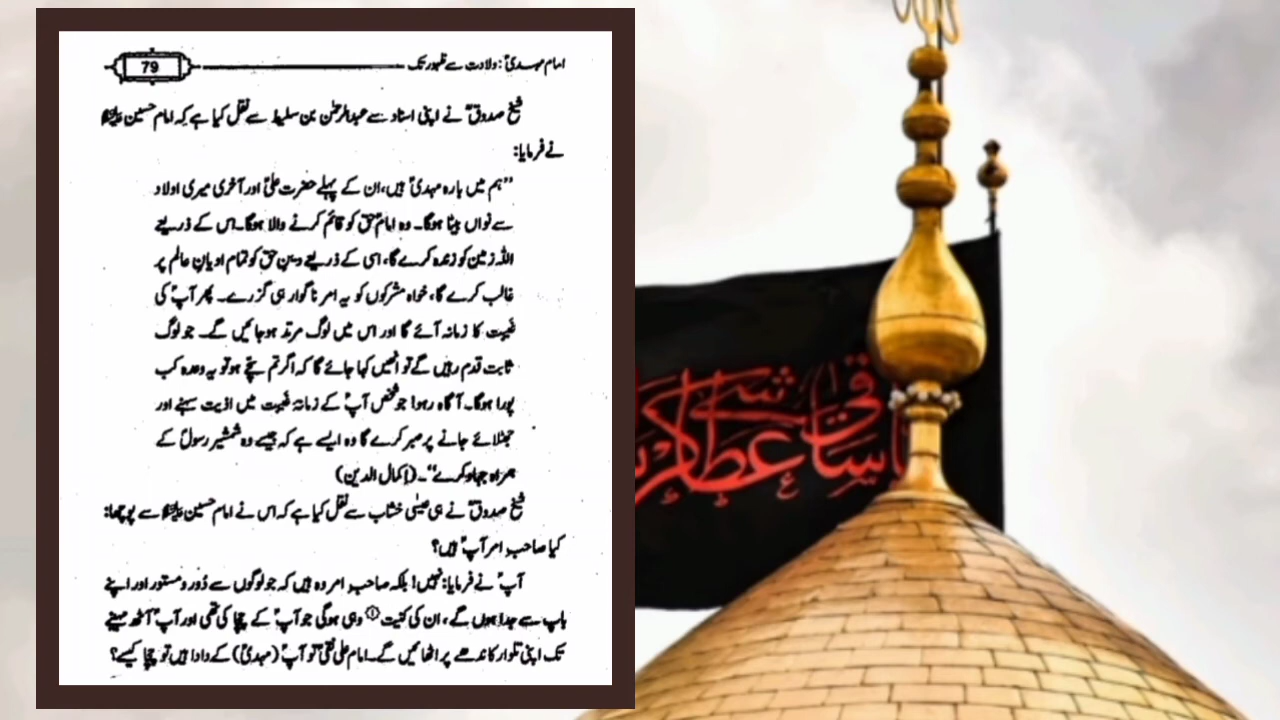 امام مہدیؑ: ولادت سے ظہور تک
79
شیخ صدوقؒ نے اپنی اسناد سے عبدالرحمٰن بن سلیط سے نقل کیا ہے کہ امام حسین علیہ السلام
نے فرمایا:
”ہم میں بارہ مہدیؑ ہیں، ان کے پہلے حضرت علیؑ اور آخری میری اولاد
سے نواں بیٹا ہوگا۔ وہ امامِ حق کو قائم کرنے والا ہوگا۔ اس کے ذریعے
اللہ زمین کو زندہ کرے گا، اسی کے ذریعے دینِ حق کو تمام ادیانِ عالم پر
غالب کرے گا، خواہ مشرکوں کو یہ امر ناگوار ہی گزرے۔ پھر آپؑ کی
غیبت کا زمانہ آئے گا اور اس میں لوگ مرتد ہوجائیں گے۔ جو لوگ
ثابت قدم رہیں گے تو انھیں کہا جائے گا کہ اگر تم سچے ہو تو یہ وعدہ کب
پورا ہوگا۔ آگاہ رہو! جو شخص آپؑ کے زمانۂ غیبت میں اذیت سہنے اور
جھٹلائے جانے پر صبر کرے گا وہ ایسے ہے کہ جیسے وہ شمشیر رسولؐ کے
ہمراہ جہاد کرے“۔ (اکمال الدین)
شیخ صدوقؒ نے ہی عیسٰی خشاب سے نقل کیا ہے کہ اس نے امام حسین علیہ السلام سے پوچھا:
کیا صاحبِ امر آپؑ ہیں؟
آپؑ نے فرمایا: نہیں! بلکہ صاحبِ امر وہ ہیں کہ جو لوگوں سے دُور و مستور اور اپنے
باپ سے جدا ہوں گے، ان کی کنیت① وہی ہوگی جو آپؑ کے چچا کی تھی اور آپؑ آٹھ مہینے
تک اپنی تلوار کاندھے پر اٹھائیں گے۔ امام علی نقیؑ تو آپؑ (مہدیؑ) کے دادا ہیں تو چچا کیسے؟